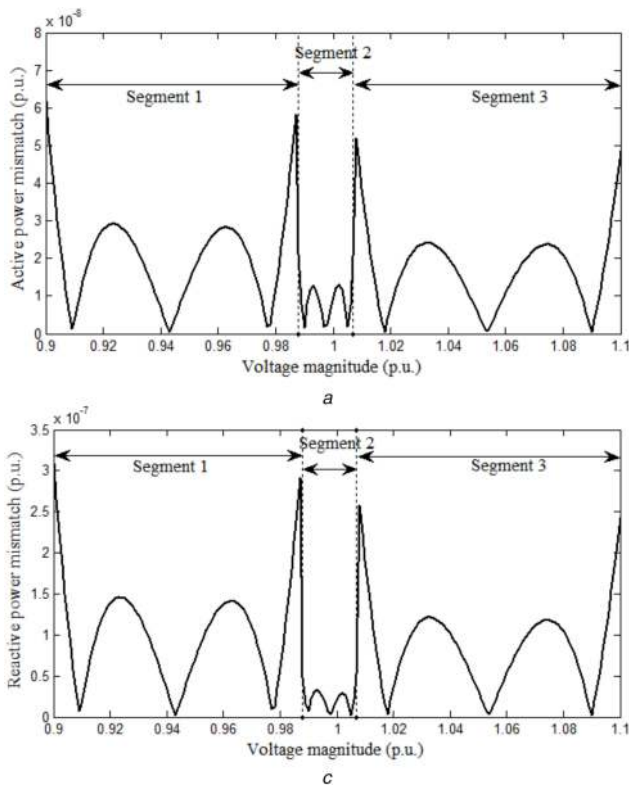 x 10⁻⁸
8
7
6
5
4
3
2
1
0
Active power mismatch (p.u.)
Segment 1
Segment 2
Segment 3
0.9 0.92 0.94 0.96 0.98 1 1.02 1.04 1.06 1.08 1.1
Voltage magnitude (p.u.)
a
x 10⁻⁷
3.5
3
2.5
2
1.5
1
0.5
0
Reactive power mismatch (p.u.)
Segment 1
Segment 2
Segment 3
0.9 0.92 0.94 0.96 0.98 1 1.02 1.04 1.06 1.08 1.1
Voltage magnitude (p.u.)
c